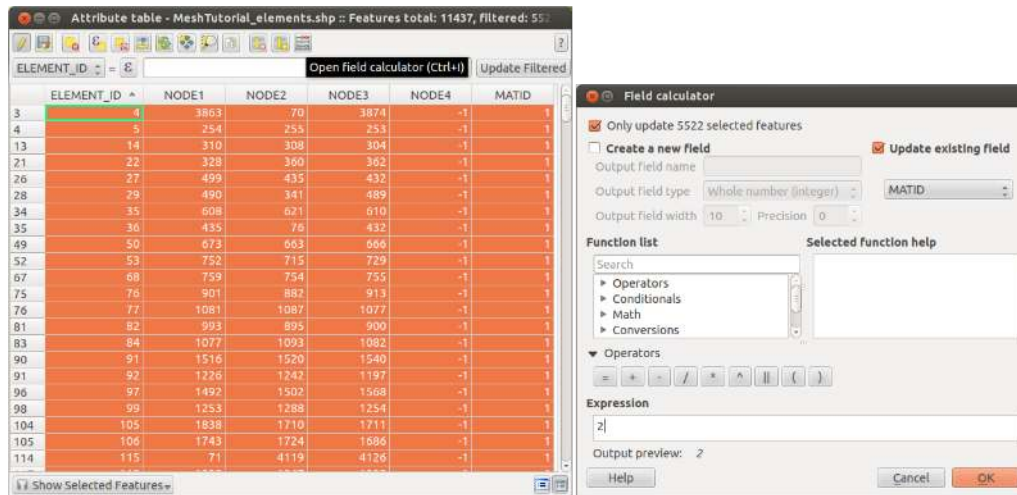 Attribute table - MeshTutorial_elements.shp :: Features total: 11437, filtered: 552
ELEMENT_ID = ε Open field calculator (Ctrl+I) Update Filtered
ELEMENT_ID NODE1 NODE2 NODE3 NODE4 MATID
3 4 3863 70 3874 -1 1
4 5 254 255 253 -1 1
13 14 310 308 304 -1 1
21 22 328 360 362 -1 1
26 27 499 435 432 -1 1
28 29 490 341 489 -1 1
34 35 608 621 610 -1 1
35 36 435 76 432 -1 1
49 50 673 663 666 -1 1
52 53 752 715 729 -1 1
67 68 759 754 755 -1 1
75 76 901 882 913 -1 1
76 77 1081 1087 1077 -1 1
81 82 993 895 900 -1 1
83 84 1077 1093 1082 -1 1
90 91 1516 1520 1540 -1 1
91 92 1226 1242 1197 -1 1
96 97 1492 1502 1568 -1 1
98 99 1253 1288 1254 -1 1
104 105 1838 1710 1711 -1 1
105 106 1743 1724 1686 -1 1
114 115 71 4119 4126 -1 1
Show Selected Features
Field calculator
Only update 5522 selected features
Create a new field
Update existing field
Output field name
Output field type Whole number (integer)
MATID
Output field width 10 Precision 0
Function list
Selected function help
Search
Operators
Conditionals
Math
Conversions
Operators
= + - / * ^ || ( )
Expression
2
Output preview: 2
Help Cancel OK